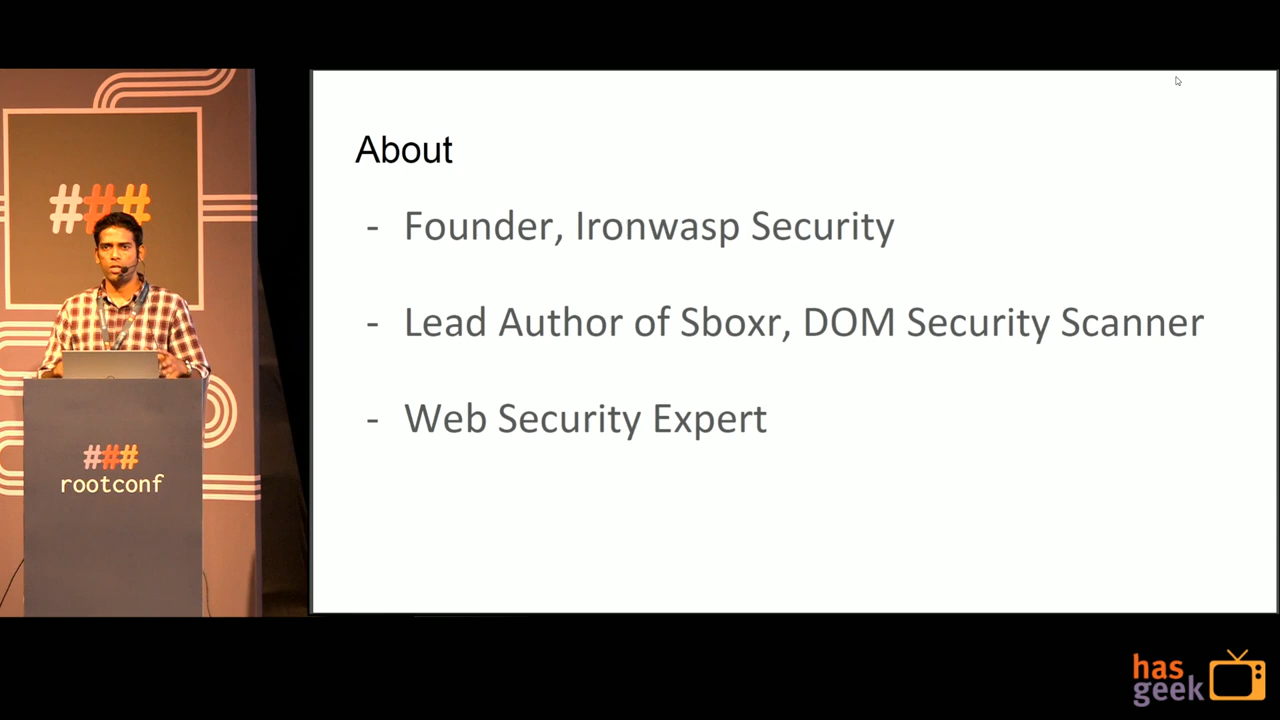 ###
###
rootconf
About
- Founder, Ironwasp Security
- Lead Author of Sboxr, DOM Security Scanner
- Web Security Expert
has
geek